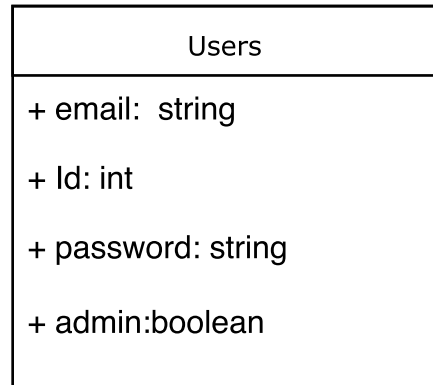 Users
+ email:  string
+ Id: int
+ password: string
+ admin:boolean